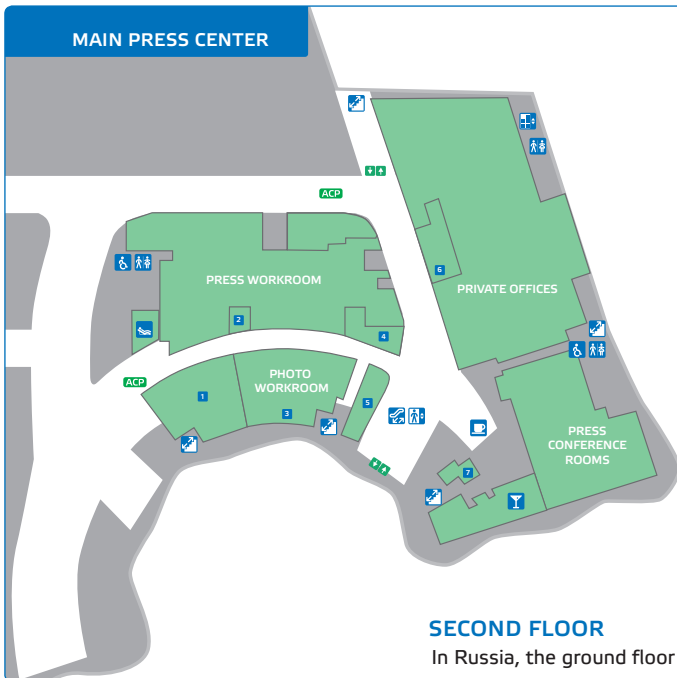 MAIN PRESS CENTER
ACP
PRESS WORKROOM
6
PRIVATE OFFICES
2
4
ACP
PHOTO
WORKROOM
1
5
3
PRESS
CONFERENCE
ROOMS
7
SECOND FLOOR
In Russia, the ground floor